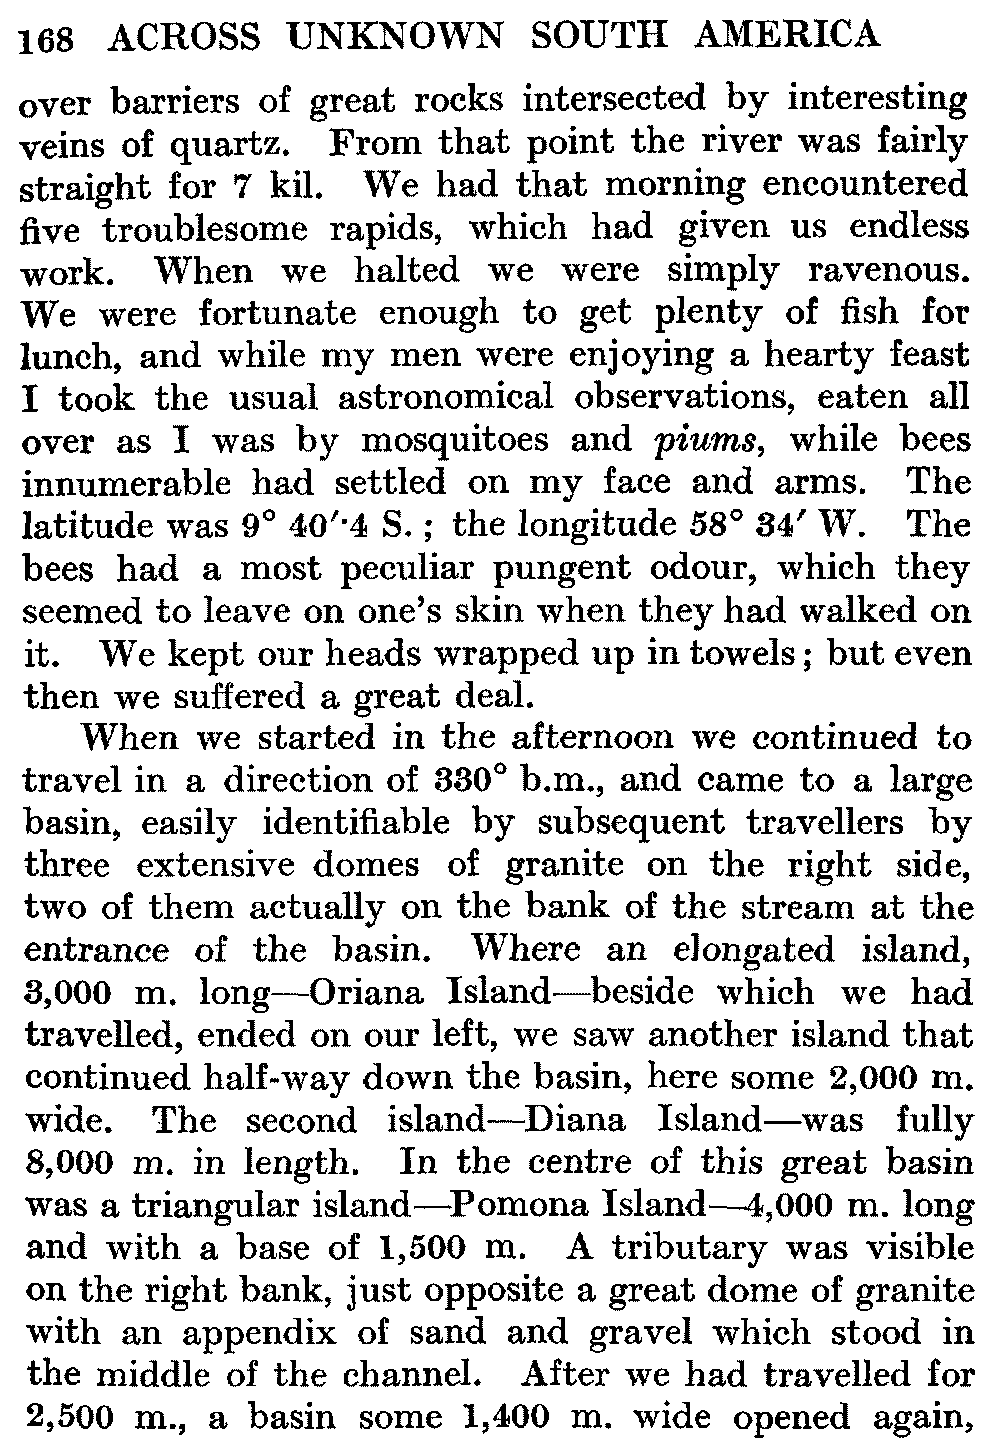 168 ACROSS UNKNOWN SOUTH AMERICA
over barriers of great rocks intersected by interesting
veins of quartz. From that point the river was fairly
straight for 7 kil. We had that morning encountered
five troublesome rapids, which had given us endless
work. When we halted we were simply ravenous.
We were fortunate enough to get plenty of fish for
lunch, and while my men were enjoying a hearty feast
I took the usual astronomical observations, eaten all
over as I was by mosquitoes and piums, while bees
innumerable had settled on my face and arms. The
latitude was 9° 40′·4 S. ; the longitude 58° 34′ W. The
bees had a most peculiar pungent odour, which they
seemed to leave on one's skin when they had walked on
it. We kept our heads wrapped up in towels ; but even
then we suffered a great deal.
When we started in the afternoon we continued to
travel in a direction of 330° b.m., and came to a large
basin, easily identifiable by subsequent travellers by
three extensive domes of granite on the right side,
two of them actually on the bank of the stream at the
entrance of the basin. Where an elongated island,
3,000 m. long—Oriana Island—beside which we had
travelled, ended on our left, we saw another island that
continued half-way down the basin, here some 2,000 m.
wide. The second island—Diana Island—was fully
8,000 m. in length. In the centre of this great basin
was a triangular island—Pomona Island—4,000 m. long
and with a base of 1,500 m. A tributary was visible
on the right bank, just opposite a great dome of granite
with an appendix of sand and gravel which stood in
the middle of the channel. After we had travelled for
2,500 m., a basin some 1,400 m. wide opened again,